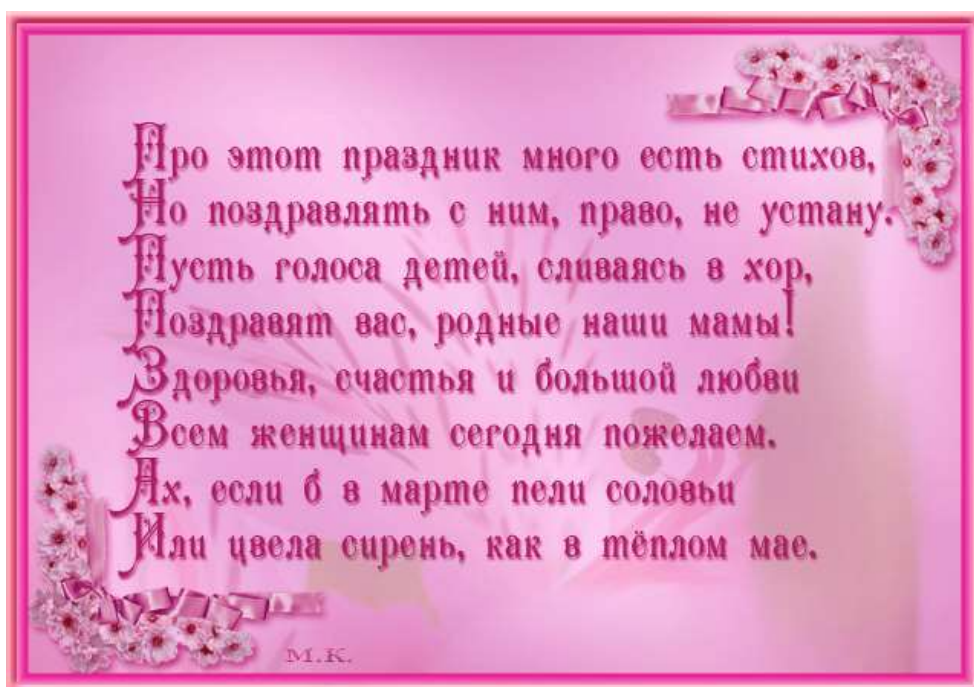 Про этот праздник много есть стихов,
Но поздравлять с ним, право, не устану.
Пусть голоса детей, сливаясь в хор,
Поздравят вас, родные наши мамы!
Здоровья, счастья и большой любви
Всем женщинам сегодня пожелаем.
Ах, если б в марте пели соловьи
Или цвела сирень, как в тёплом мае.
М.К.